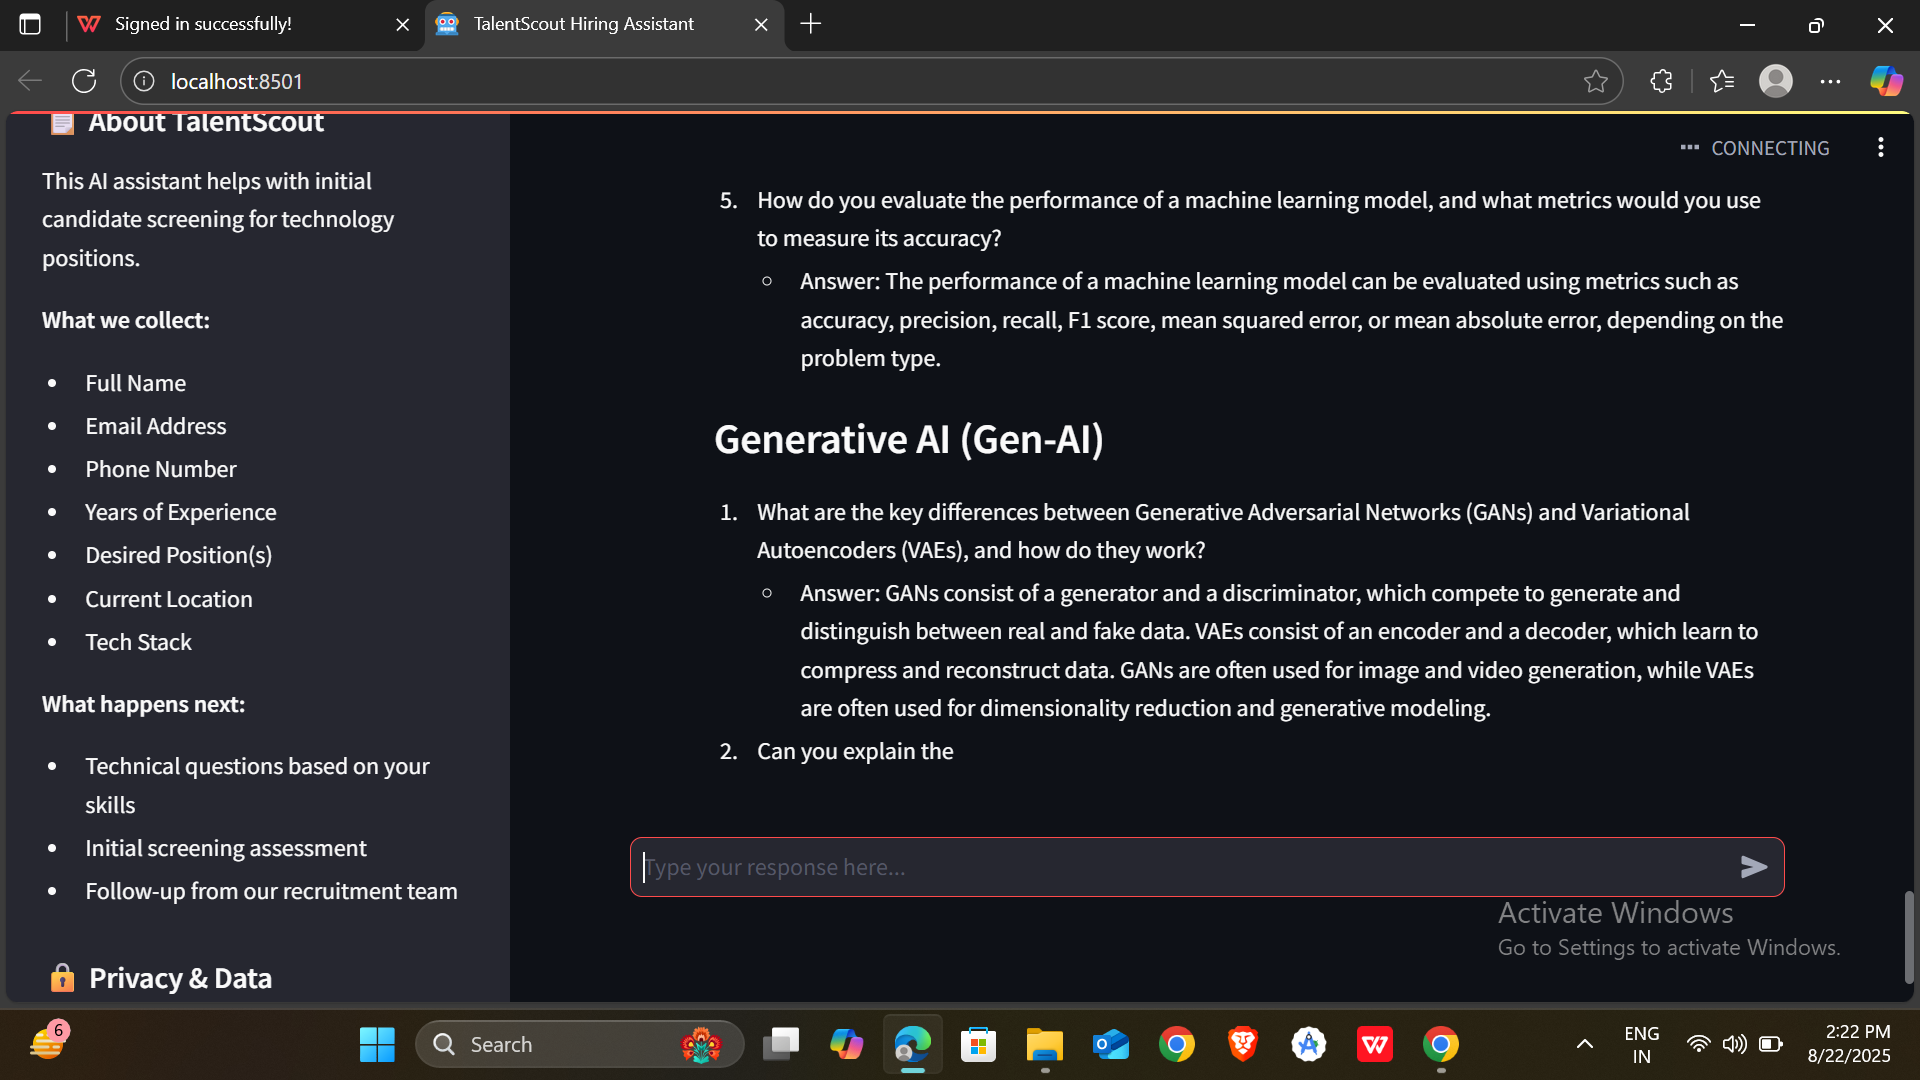 Signed in successfully!
TalentScout Hiring Assistant
localhost:8501
About TalentScout
This AI assistant helps with initial
candidate screening for technology
positions.
What we collect:
• Full Name
• Email Address
• Phone Number
• Years of Experience
• Desired Position(s)
• Current Location
• Tech Stack
What happens next:
• Technical questions based on your
skills
• Initial screening assessment
• Follow-up from our recruitment team
Privacy & Data
CONNECTING
5. How do you evaluate the performance of a machine learning model, and what metrics would you use
to measure its accuracy?
○ Answer: The performance of a machine learning model can be evaluated using metrics such as
accuracy, precision, recall, F1 score, mean squared error, or mean absolute error, depending on the
problem type.
Generative AI (Gen-AI)
1. What are the key differences between Generative Adversarial Networks (GANs) and Variational
Autoencoders (VAEs), and how do they work?
○ Answer: GANs consist of a generator and a discriminator, which compete to generate and
distinguish between real and fake data. VAEs consist of an encoder and a decoder, which learn to
compress and reconstruct data. GANs are often used for image and video generation, while VAEs
are often used for dimensionality reduction and generative modeling.
2. Can you explain the
Type your response here...
Activate Windows
Go to Settings to activate Windows.
6
Search
ENG
IN
2:22 PM
8/22/2025